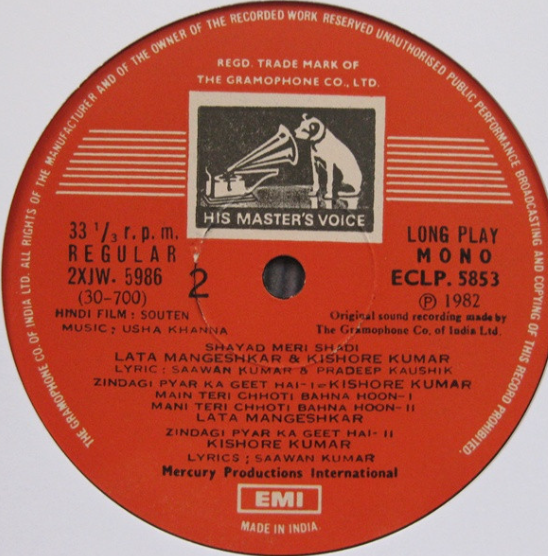 THE GRAMOPHONE CO. OF INDIA LTD. ALL RIGHTS OF THE MANUFACTURER AND OF THE OWNER OF THE RECORDED WORK RESERVED UNAUTHORISED PUBLIC PERFORMANCE BROADCASTING AND COPYING OF THIS RECORD PROHIBITED.
REGD. TRADE MARK OF
THE GRAMOPHONE CO., LTD.
HIS MASTER'S VOICE
33 1/3 r.p.m.
REGULAR
2XJW. 5986
(30-700)
2
HINDI FILM : SOUTEN
MUSIC ; USHA KHANNA
LONG PLAY
MONO
ECLP. 5853
Ⓟ 1982
Original sound recording made by
The Gramophone Co. of India Ltd.
SHAYAD MERI SHADI
LATA MANGESHKAR & KISHORE KUMAR
LYRIC : SAAWAN KUMAR & PRADEEP KAUSHIK
ZINDAGI PYAR KA GEET HAI-I KISHORE KUMAR
MAIN TERI CHHOTI BAHNA HOON-I
MANI TERI CHHOTI BAHNA HOON-II
LATA MANGESHKAR
ZINDAGI PYAR KA GEET HAI- II
KISHORE KUMAR
LYRICS ; SAAWAN KUMAR
Mercury Productions International
EMI
MADE IN INDIA.